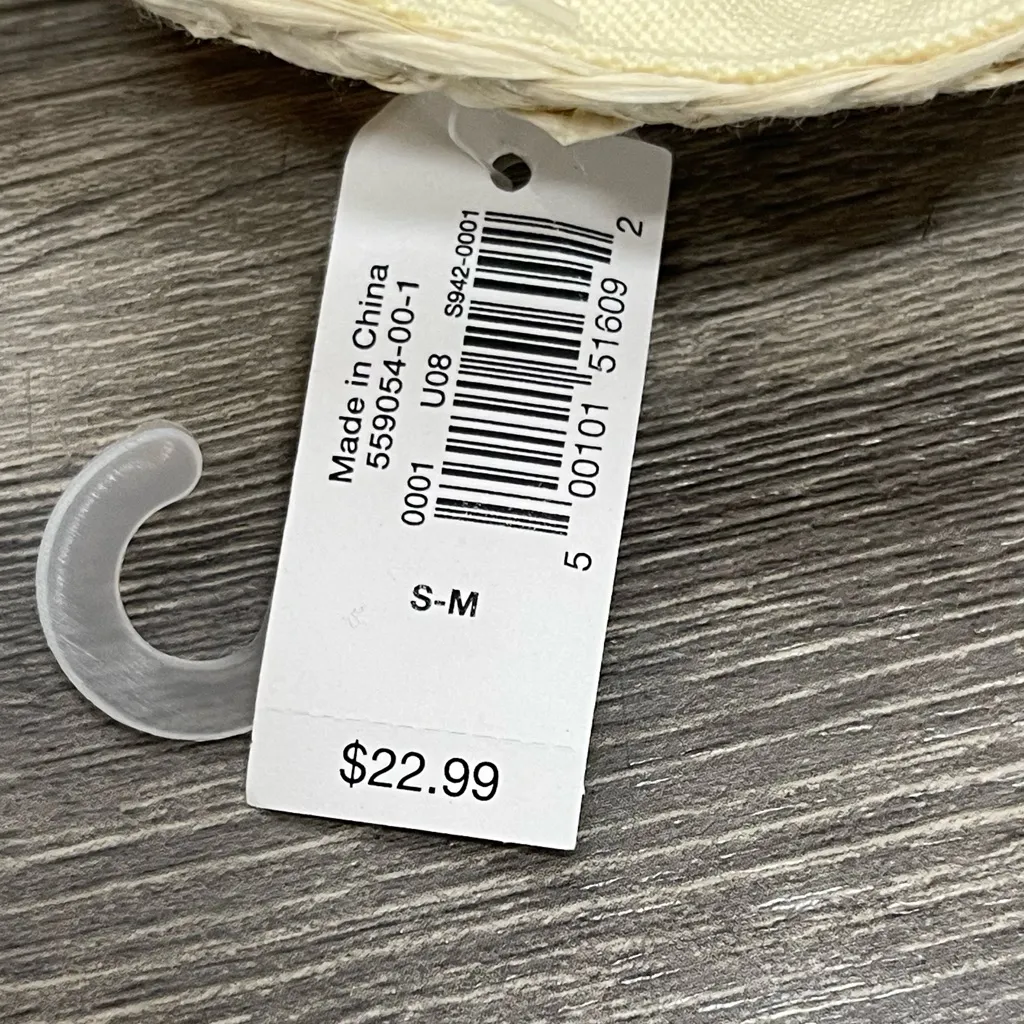 Made in China
559054-00-1
0001 U08 S942-0001
5 00101 51609 2
S-M
$22.99